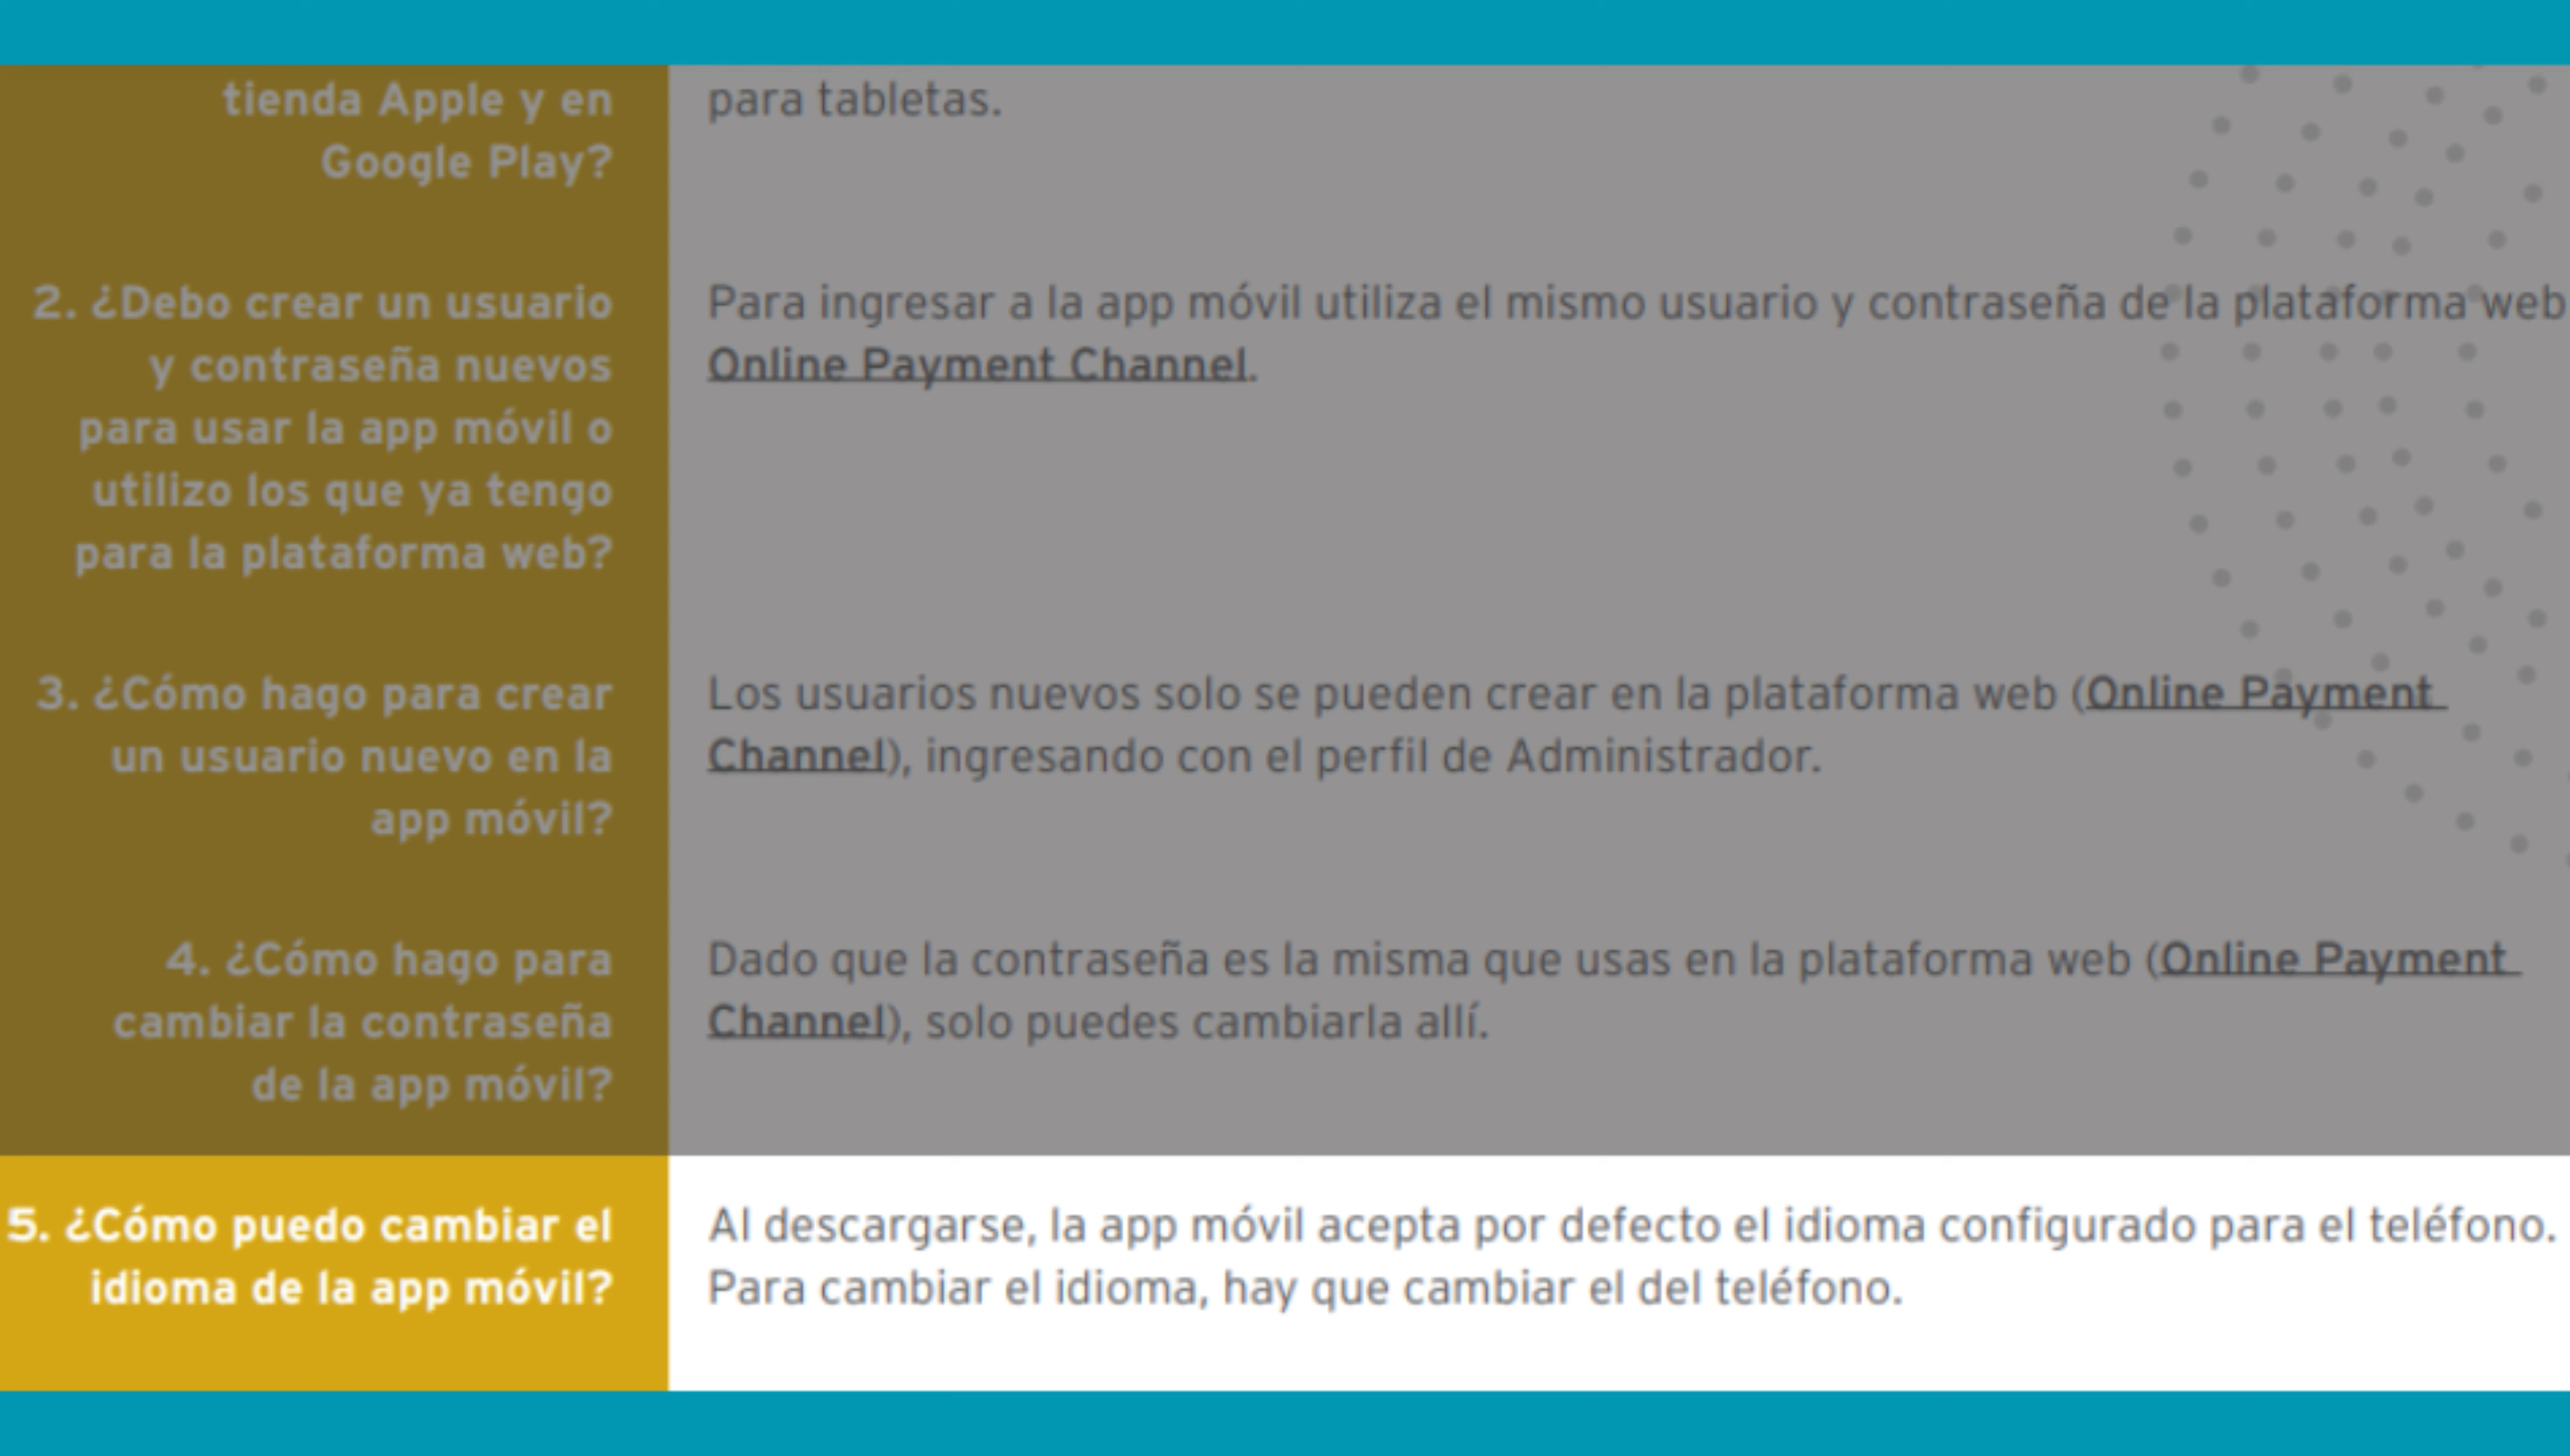 tienda Apple y en
Google Play?
para tabletas.
2. ¿Debo crear un usuario
y contraseña nuevos
para usar la app móvil o
utilizo los que ya tengo
para la plataforma web?
Para ingresar a la app móvil utiliza el mismo usuario y contraseña de la plataforma web
Online Payment Channel.
3. ¿Cómo hago para crear
un usuario nuevo en la
app móvil?
Los usuarios nuevos solo se pueden crear en la plataforma web (Online Payment
Channel), ingresando con el perfil de Administrador.
4. ¿Cómo hago para
cambiar la contraseña
de la app móvil?
Dado que la contraseña es la misma que usas en la plataforma web (Online Payment
Channel), solo puedes cambiarla allí.
5. ¿Cómo puedo cambiar el
idioma de la app móvil?
Al descargarse, la app móvil acepta por defecto el idioma configurado para el teléfono.
Para cambiar el idioma, hay que cambiar el del teléfono.